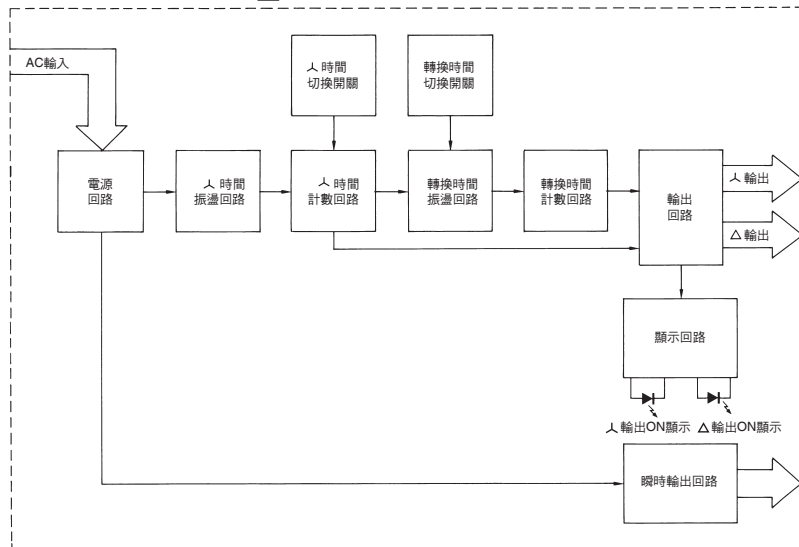 AC輸入
人時間
切換開關
轉換時間
切換開關
電源
回路
人時間
振盪回路
人時間
計數回路
轉換時間
振盪回路
轉換時間
計數回路
輸出
回路
人輸出
△輸出
顯示回路
人輸出ON顯示 △輸出ON顯示
瞬時輸出回路